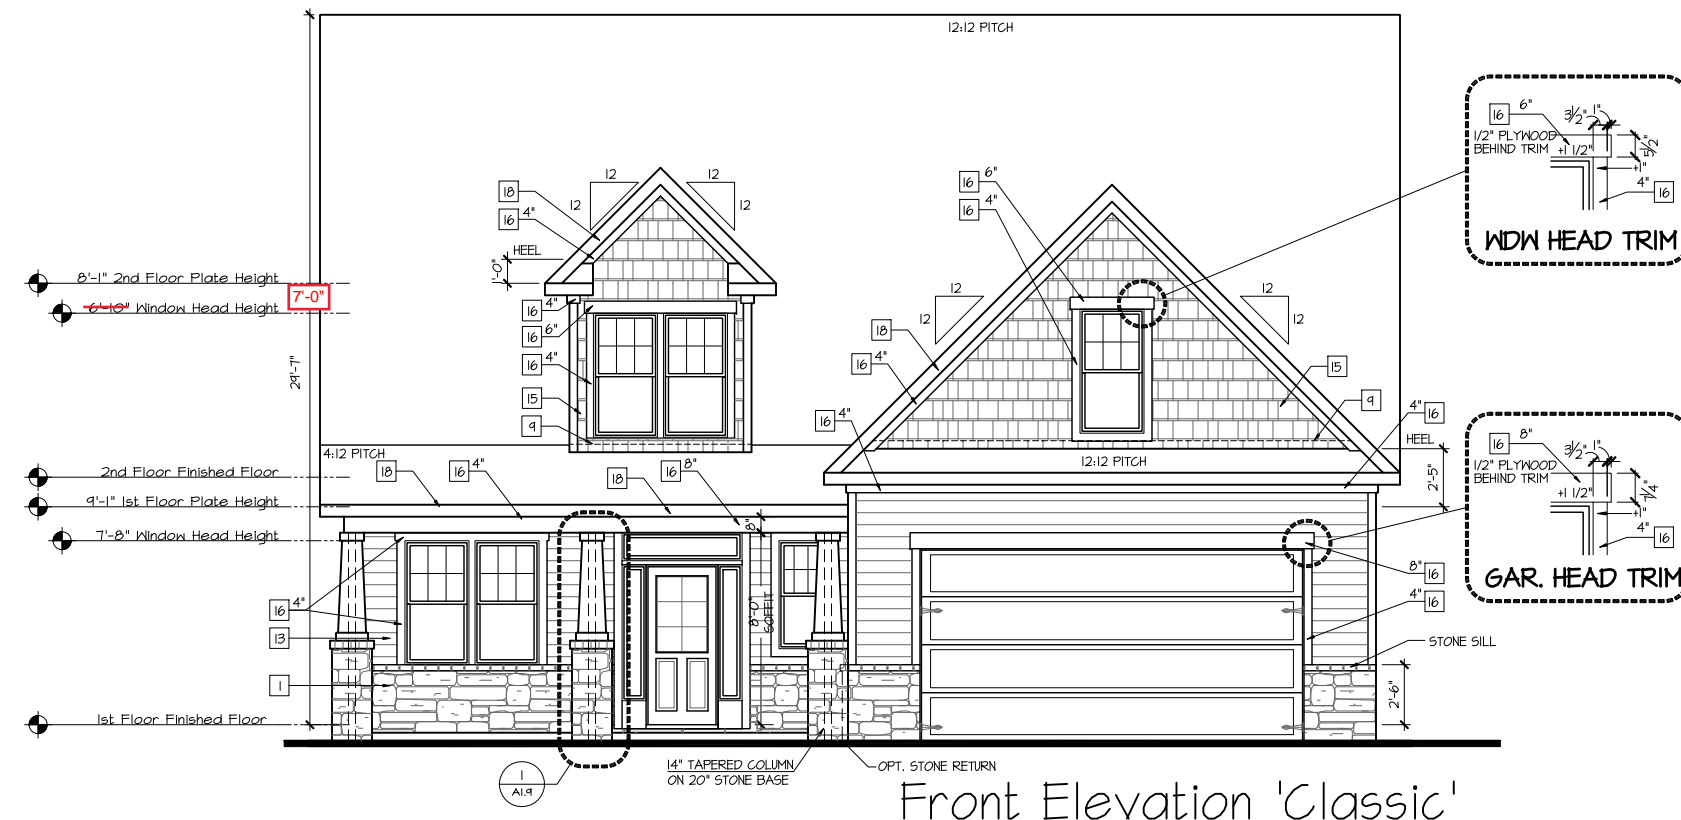 12:12 PITCH
16 6" 3 1/2" 1"
1/2" PLYWOOD
BEHIND TRIM +1 1/2" 5 1/2"
+1"
4" 16
WDW HEAD TRIM
12 12
18 12 12
16 4"
HEEL
1'-0"
16 6"
16 4"
8'-1" 2nd Floor Plate Height
6'-10" Window Head Height 7'-0"
16 4"
16 6"
16 4"
15
9
12 12
12 12
18
16 4"
15
9
16 4"
4" 16
HEEL
29'-7"
4:12 PITCH
12:12 PITCH
2'-5"
2nd Floor Finished Floor
18 16 4" 18 16 8"
9'-1" 1st Floor Plate Height
7'-8" Window Head Height
8"
16 8" 3 1/2" 1"
1/2" PLYWOOD
BEHIND TRIM +1 1/2" 7 1/4"
+1"
4" 16
GAR. HEAD TRIM
8" 16
4" 16
16 4"
13
8'-0"
SOFFIT
STONE SILL
1
2'-6"
1st Floor Finished Floor
1
A1.9
14" TAPERED COLUMN
ON 20" STONE BASE
OPT. STONE RETURN
Front Elevation 'Classic'